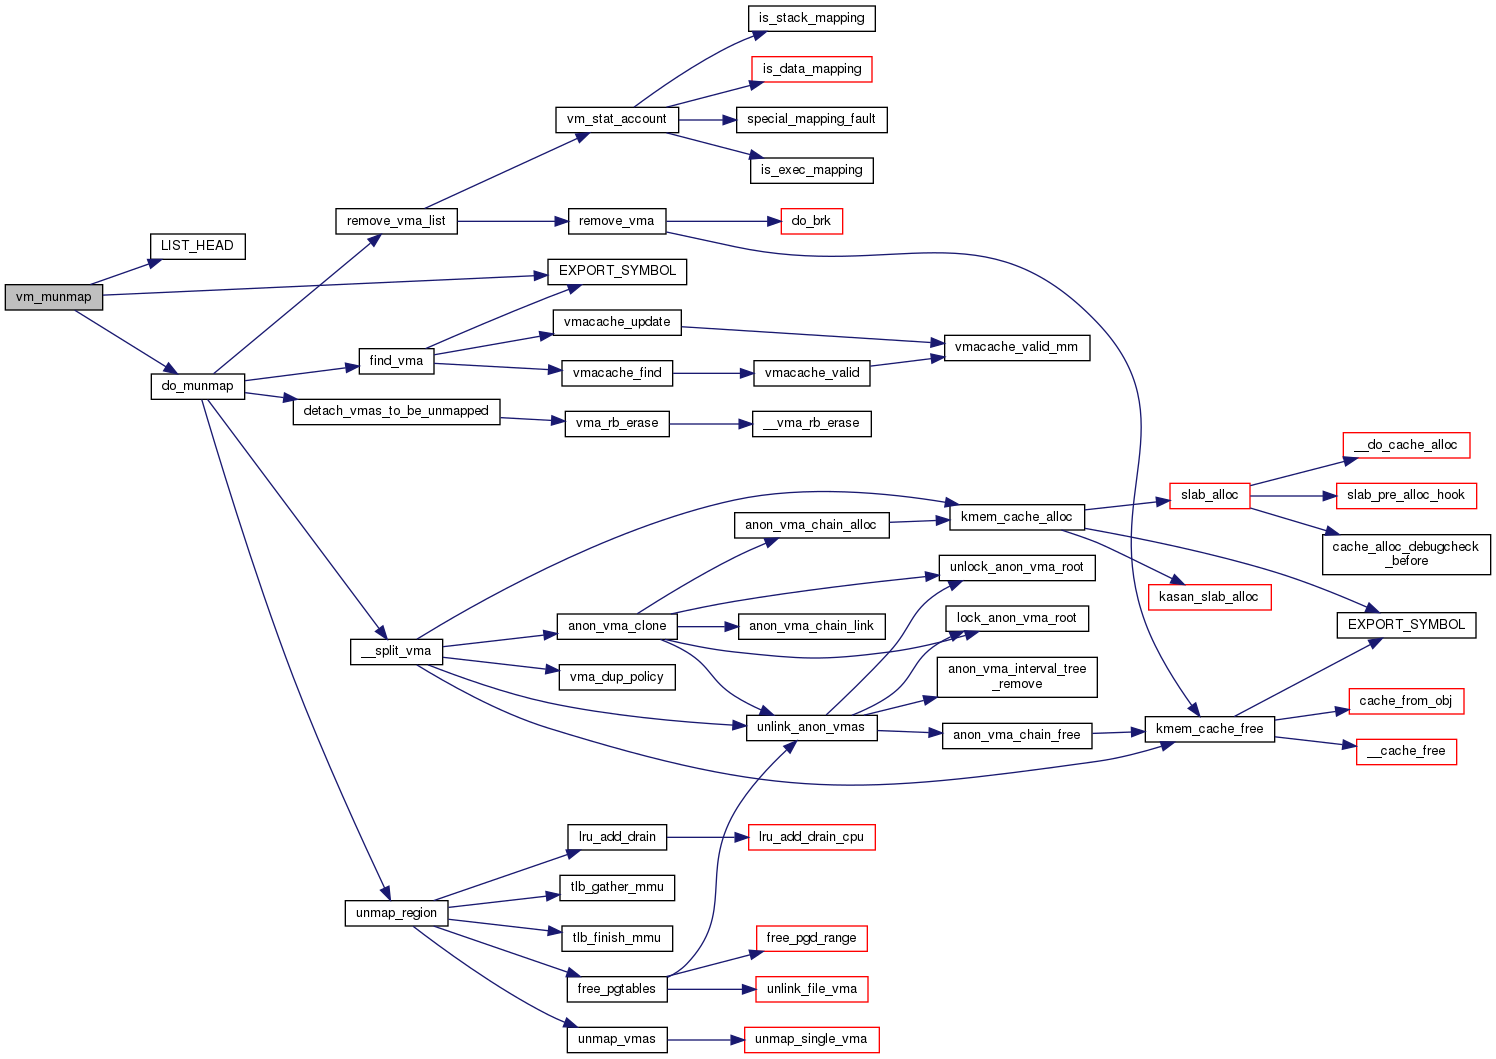 is_stack_mapping
is_data_mapping
vm_stat_account
special_mapping_fault
is_exec_mapping
remove_vma_list
remove_vma
do_brk
LIST_HEAD
EXPORT_SYMBOL
vm_munmap
vmacache_update
vmacache_valid_mm
find_vma
vmacache_find
vmacache_valid
do_munmap
detach_vmas_to_be_unmapped
vma_rb_erase
__vma_rb_erase
__do_cache_alloc
slab_alloc
slab_pre_alloc_hook
anon_vma_chain_alloc
kmem_cache_alloc
cache_alloc_debugcheck
_before
unlock_anon_vma_root
kasan_slab_alloc
anon_vma_clone
anon_vma_chain_link
lock_anon_vma_root
EXPORT_SYMBOL
__split_vma
vma_dup_policy
anon_vma_interval_tree
_remove
cache_from_obj
unlink_anon_vmas
anon_vma_chain_free
kmem_cache_free
__cache_free
lru_add_drain
lru_add_drain_cpu
tlb_gather_mmu
unmap_region
tlb_finish_mmu
free_pgd_range
free_pgtables
unlink_file_vma
unmap_vmas
unmap_single_vma